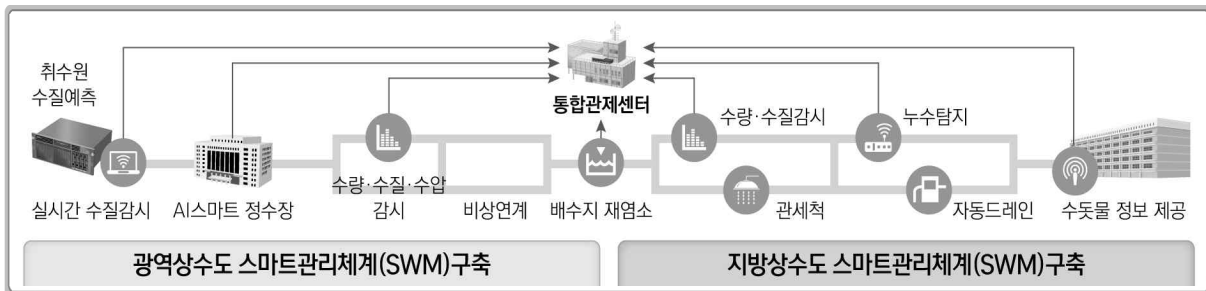 취수원
수질예측
통합관제센터
수량·수질감시
누수탐지
수량·수질·수압
감시
실시간 수질감시
AI스마트 정수장
비상연계
배수지 재염소
관세척
자동드레인
수돗물 정보 제공
광역상수도 스마트관리체계(SWM)구축
지방상수도 스마트관리체계(SWM)구축